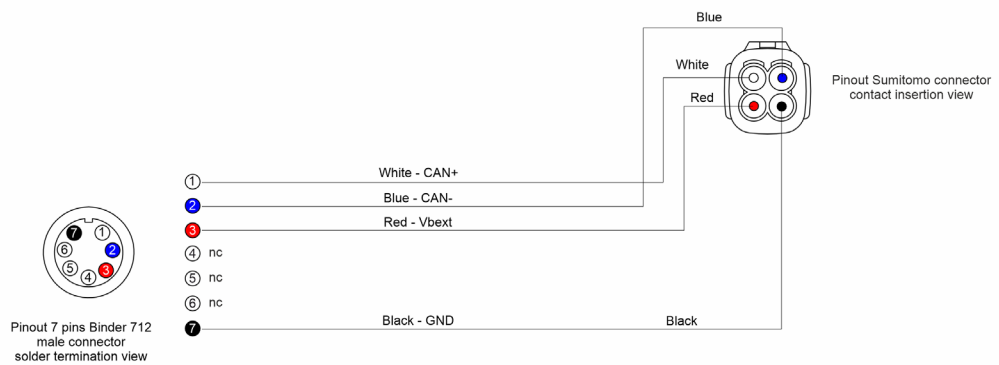 Blue
White
Red
Pinout Sumitomo connector
contact insertion view
1 White - CAN+
2 Blue - CAN-
3 Red - Vbext
4 nc
5 nc
6 nc
7 Black - GND Black
7 1
6 2
5 3
4
Pinout 7 pins Binder 712
male connector
solder termination view